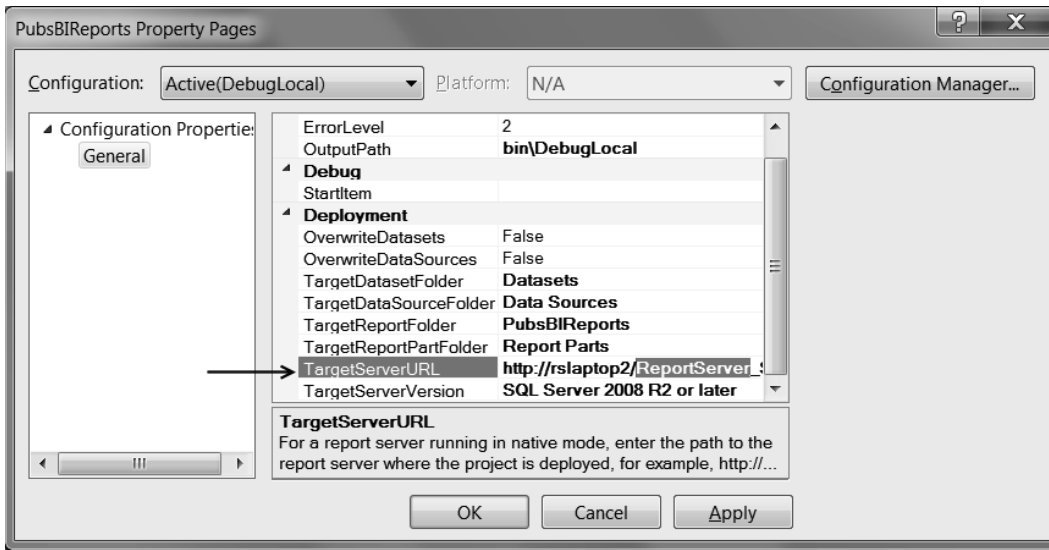 PubsBIReports Property Pages
Configuration: Active(DebugLocal) Platform: N/A Configuration Manager...
Configuration Properties
General
ErrorLevel 2
OutputPath bin\DebugLocal
Debug
StartItem
Deployment
OverwriteDatasets False
OverwriteDataSources False
TargetDatasetFolder Datasets
TargetDataSourceFolder Data Sources
TargetReportFolder PubsBIReports
TargetReportPartFolder Report Parts
TargetServerURL http://rslaptop2/ReportServer_
TargetServerVersion SQL Server 2008 R2 or later
TargetServerURL
For a report server running in native mode, enter the path to the
report server where the project is deployed, for example, http://...
OK Cancel Apply